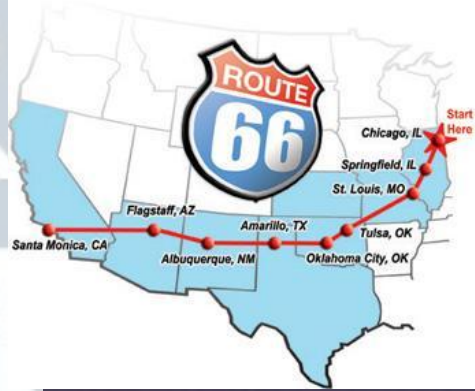 ROUTE
66
Start
Here
Chicago, IL
Springfield, IL
St. Louis, MO
Flagstaff, AZ
Amarillo, TX
Tulsa, OK
Santa Monica, CA
Albuquerque, NM
Oklahoma City, OK